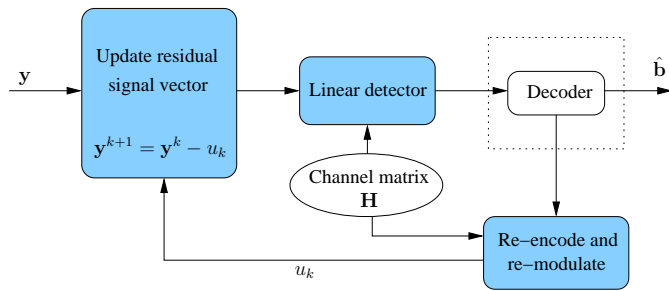 y
Update residual
signal vector
y^{k+1} = y^k − u_k
Linear detector
Decoder
b̂
Channel matrix
H
Re−encode and
re−modulate
u_k